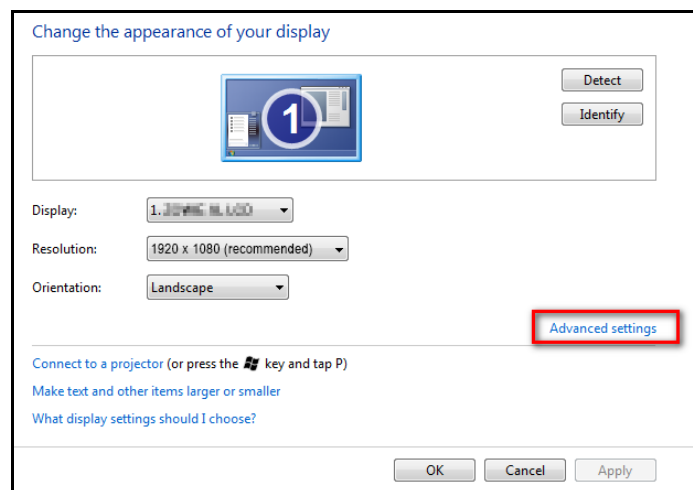 Change the appearance of your display
1
Detect
Identify
Display:
1.
Resolution:
1920 x 1080 (recommended)
Orientation:
Landscape
Advanced settings
Connect to a projector (or press the key and tap P)
Make text and other items larger or smaller
What display settings should I choose?
OK
Cancel
Apply